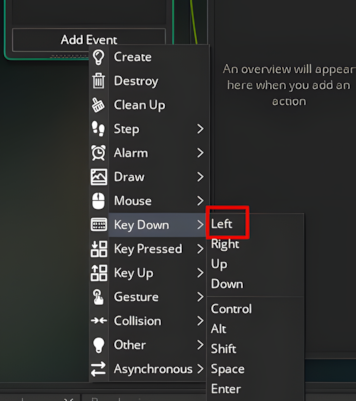 Add Event
An overview will appear
here when you add an
action
Create
Destroy
Clean Up
Step
Alarm
Draw
Mouse
Key Down
Key Pressed
Key Up
Gesture
Collision
Other
Asynchronous
Left
Right
Up
Down
Control
Alt
Shift
Space
Enter